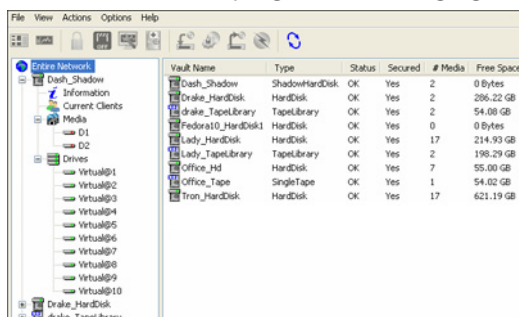 File View Actions Options Help
Entire Network
Dash_Shadow
Information
Current Clients
Media
D1
D2
Drives
Virtual@1
Virtual@2
Virtual@3
Virtual@4
Virtual@5
Virtual@6
Virtual@7
Virtual@8
Virtual@9
Virtual@10
Drake_HardDisk
drake_TapeLibrary
Vault Name Type Status Secured # Media Free Space
Dash_Shadow ShadowHardDisk OK Yes 2 0 Bytes
Drake_HardDisk HardDisk OK Yes 2 286.22 GB
drake_TapeLibrary TapeLibrary OK Yes 2 54.08 GB
Fedora10_HardDisk1 HardDisk OK Yes 0 0 Bytes
Lady_HardDisk HardDisk OK Yes 17 214.93 GB
Lady_TapeLibrary TapeLibrary OK Yes 2 198.29 GB
Office_Hd HardDisk OK Yes 7 55.00 GB
Office_Tape SingleTape OK Yes 1 54.02 GB
Tron_HardDisk HardDisk OK Yes 17 621.19 GB